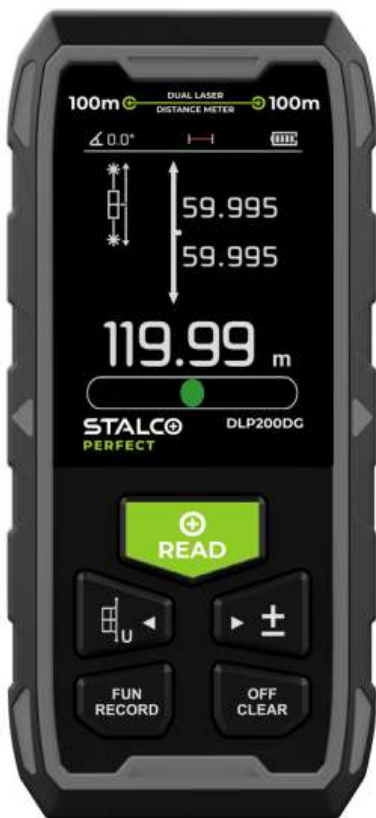 100m DUAL LASER DISTANCE METER 100m
0.0°
59.995
59.995
119.99 m
STALCO DLP200DG
PERFECT
READ
U ◄ ► ±
FUN RECORD
OFF CLEAR